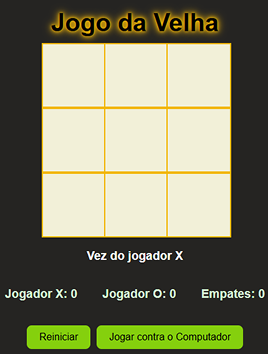 Jogo da Velha
Vez do jogador X
Jogador X: 0 Jogador O: 0 Empates: 0
Reiniciar Jogar contra o Computador